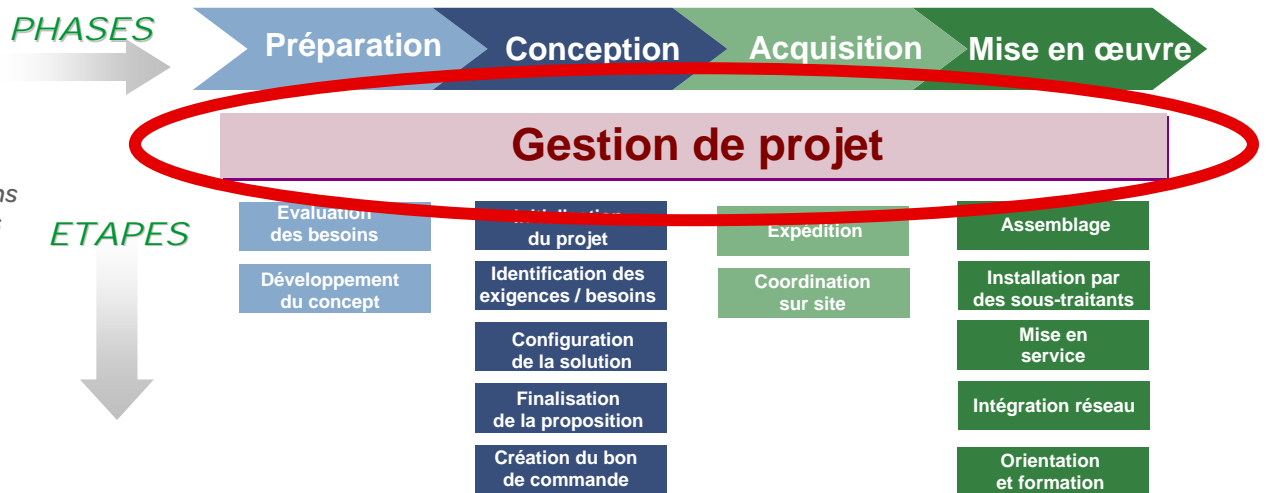 PHASES
Préparation
Conception
Acquisition
Mise en œuvre
Gestion de projet
ETAPES
Evaluation
des besoins
Développement
du concept
du projet
Identification des
exigences / besoins
Configuration
de la solution
Finalisation
de la proposition
Création du bon
de commande
Expédition
Coordination
sur site
Assemblage
Installation par
des sous-traitants
Mise en
service
Intégration réseau
Orientation
et formation